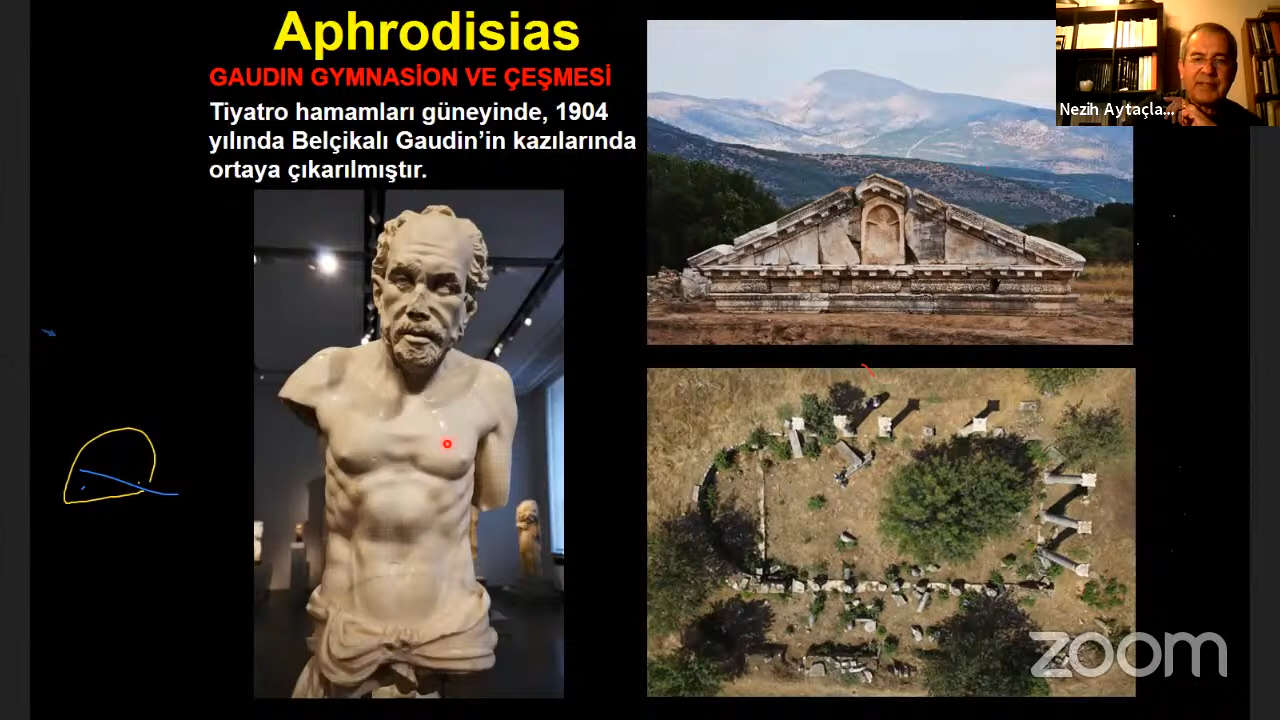 Aphrodisias
GAUDIN GYMNASİON VE ÇEŞMESİ
Tiyatro hamamları güneyinde, 1904
yılında Belçikalı Gaudin’in kazılarında
ortaya çıkarılmıştır.
Nezih Aytaçla...
zoom